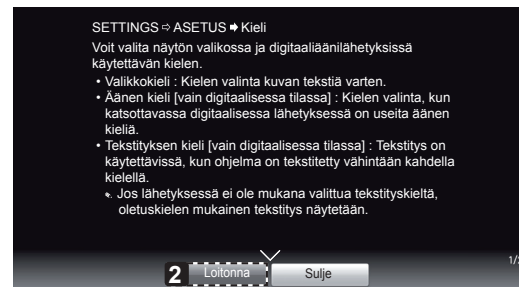 SETTINGS ⇨ ASETUS ➡ Kieli
Voit valita näytön valikossa ja digitaaliäänilähetyksissä
käytettävän kielen.
• Valikkokieli : Kielen valinta kuvan tekstiä varten.
• Äänen kieli [vain digitaalisessa tilassa] : Kielen valinta, kun
katsottavassa digitaalisessa lähetyksessä on useita äänen
kieliä.
• Tekstityksen kieli [vain digitaalisessa tilassa] : Tekstitys on
käytettävissä, kun ohjelma on tekstitetty vähintään kahdella
kielellä.
Jos lähetyksessä ei ole mukana valittua tekstityskieltä,
oletuskielen mukainen tekstitys näytetään.
2 Loitonna Sulje